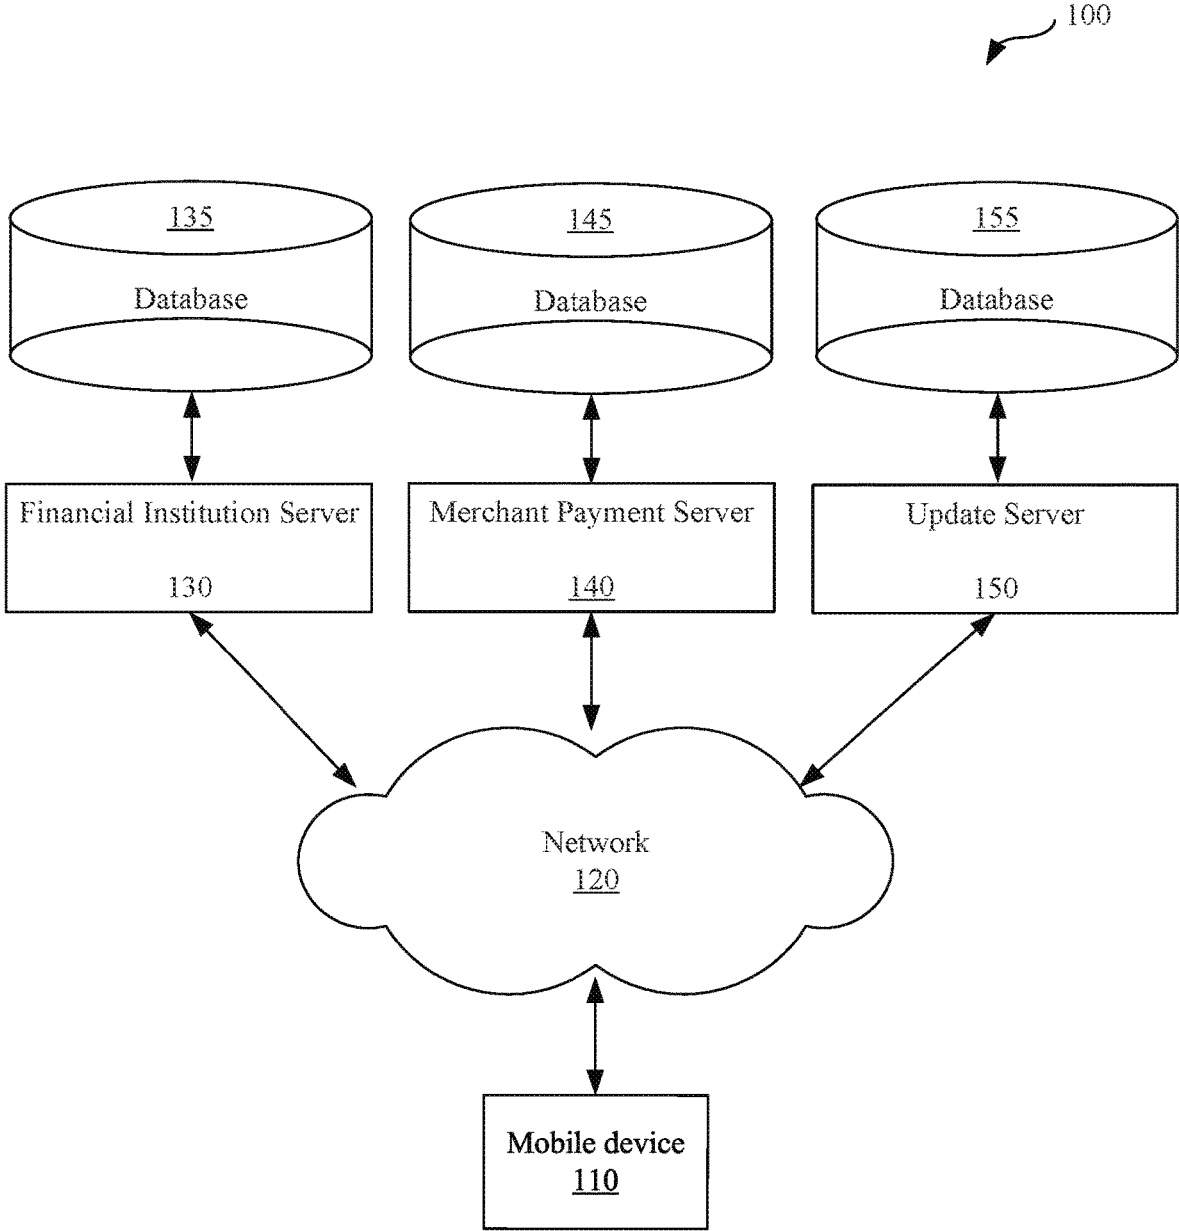 100
135
Database
145
Database
155
Database
Financial Institution Server
130
Merchant Payment Server
140
Update Server
150
Network
120
Mobile device
110